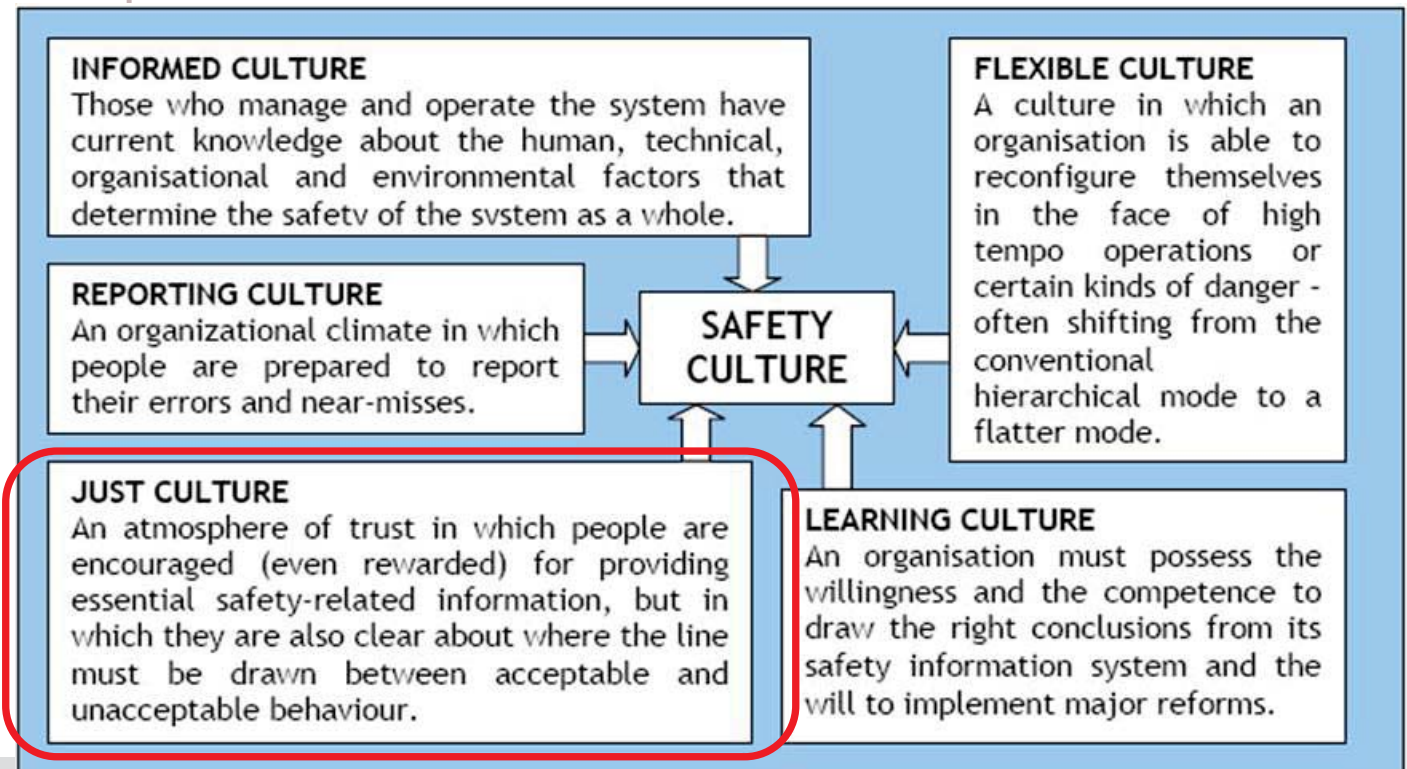 INFORMED CULTURE
Those who manage and operate the system have
current knowledge about the human, technical,
organisational and environmental factors that
determine the safety of the system as a whole.
REPORTING CULTURE
An organizational climate in which
people are prepared to report
their errors and near-misses.
JUST CULTURE
An atmosphere of trust in which people are
encouraged (even rewarded) for providing
essential safety-related information, but in
which they are also clear about where the line
must be drawn between acceptable and
unacceptable behaviour.
SAFETY
CULTURE
FLEXIBLE CULTURE
A culture in which an
organisation is able to
reconfigure themselves
in the face of high
tempo operations or
certain kinds of danger -
often shifting from the
conventional
hierarchical mode to a
flatter mode.
LEARNING CULTURE
An organisation must possess the
willingness and the competence to
draw the right conclusions from its
safety information system and the
will to implement major reforms.